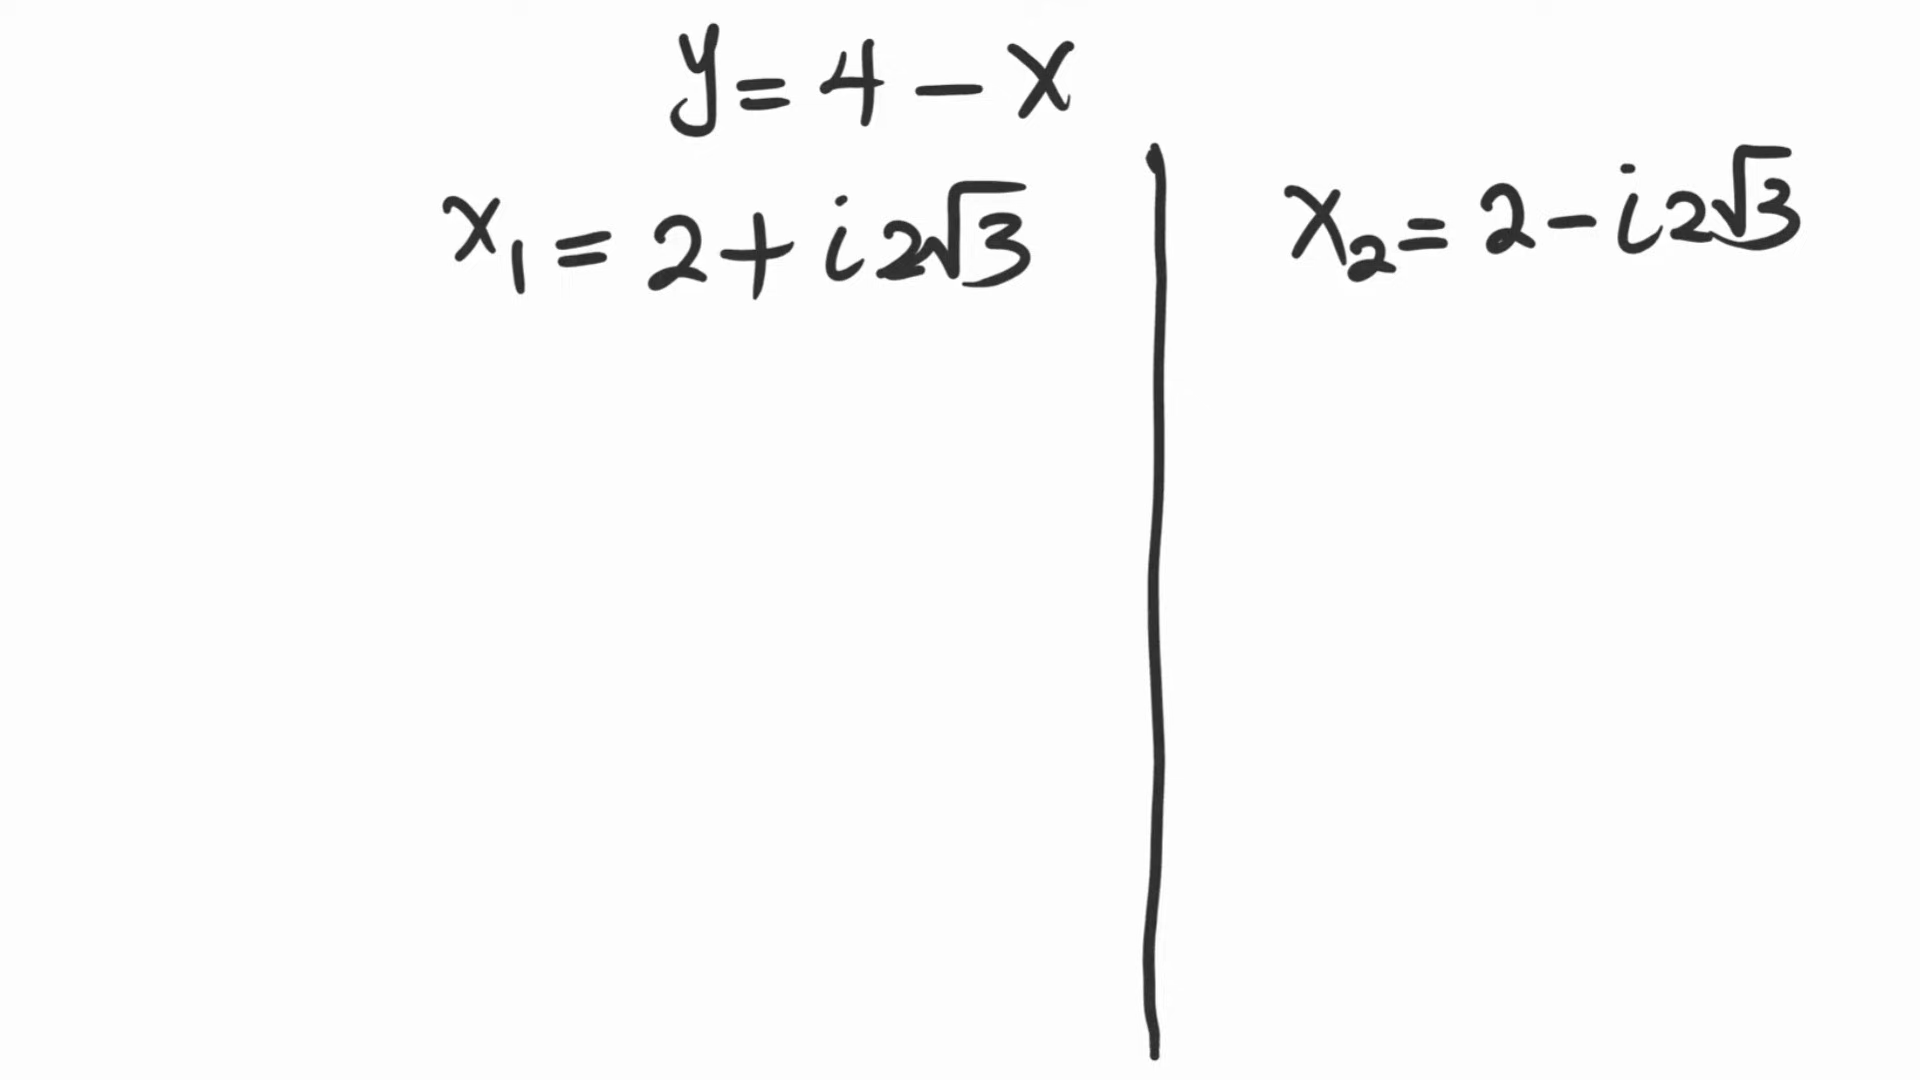 y = 4 - x
x₁ = 2 + i2√3
x₂ = 2 - i2√3